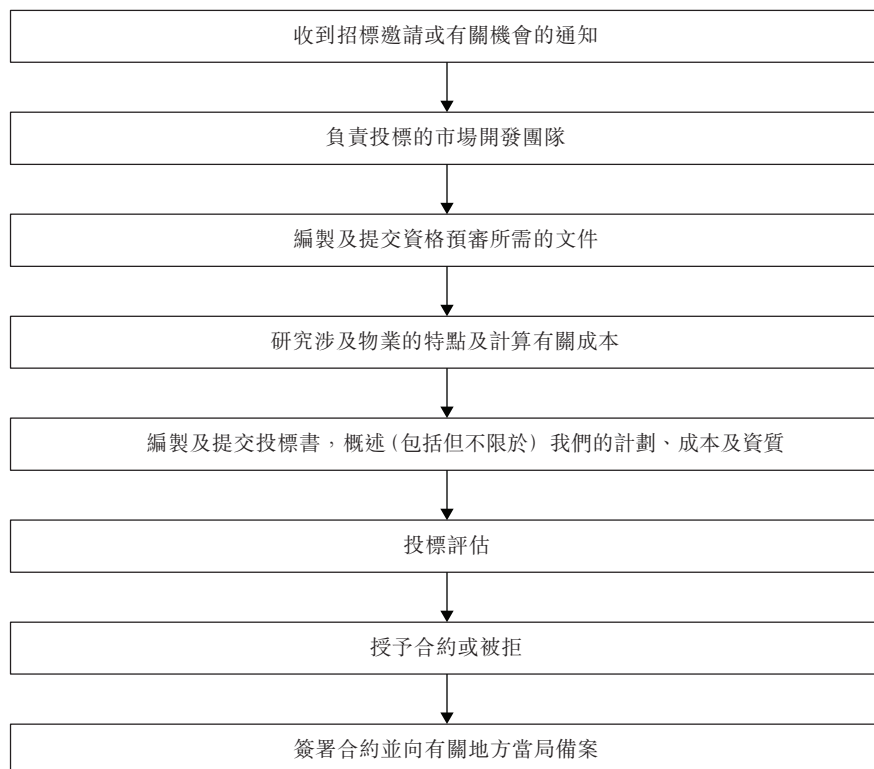 收到招標邀請或有關機會的通知
負責投標的市場開發團隊
編製及提交資格預審所需的文件
研究涉及物業的特點及計算有關成本
編製及提交投標書，概述(包括但不限於) 我們的計劃、成本及資質
投標評估
授予合約或被拒
簽署合約並向有關地方當局備案